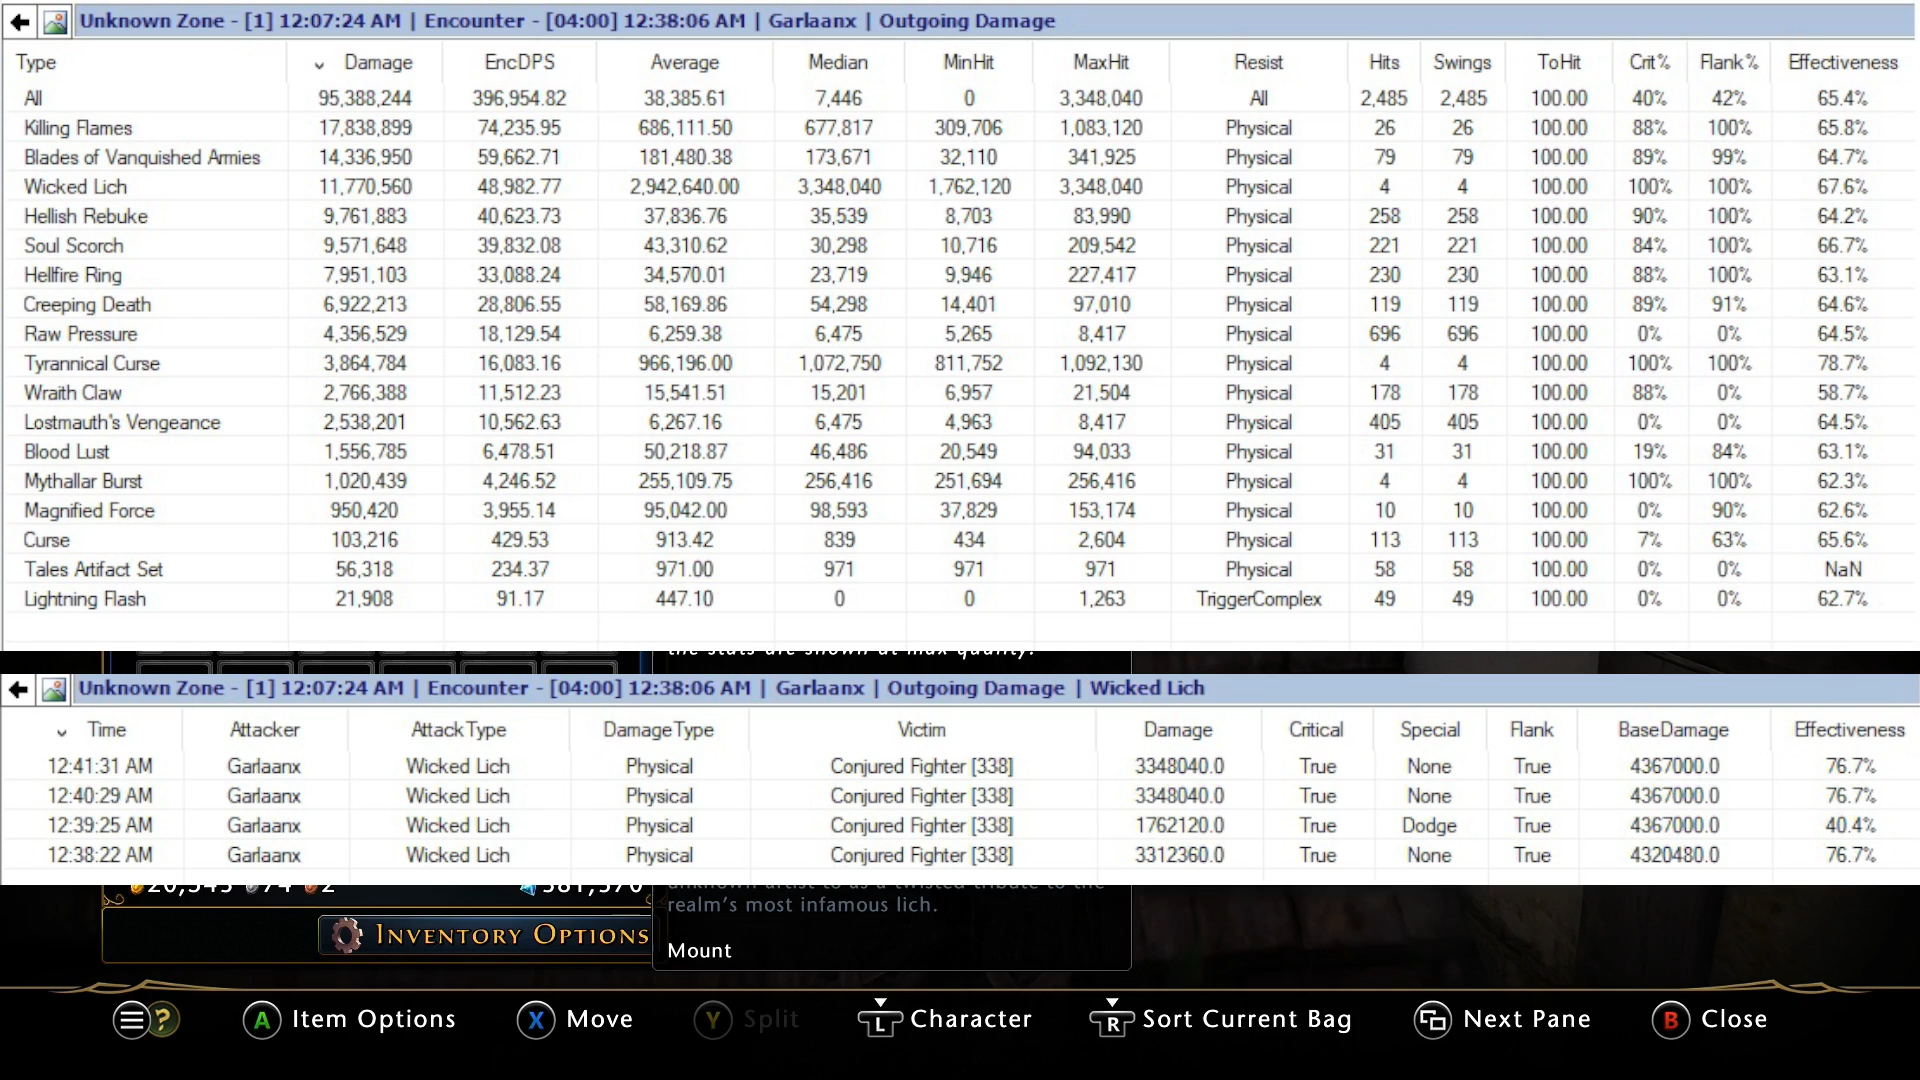 Unknown Zone - [1] 12:07:24 AM | Encounter - [04:00] 12:38:06 AM | Garlaanx | Outgoing Damage
Type Damage EncDPS Average Median MinHit MaxHit Resist Hits Swings ToHit Crit% Flank% Effectiveness
All 95,388,244 396,954.82 38,385.61 7,446 0 3,348,040 All 2,485 2,485 100.00 40% 42% 65.4%
Killing Flames 17,838,899 74,235.95 686,111.50 677,817 309,706 1,083,120 Physical 26 26 100.00 88% 100% 65.8%
Blades of Vanquished Armies 14,336,950 59,662.71 181,480.38 173,671 32,110 341,925 Physical 79 79 100.00 89% 99% 64.7%
Wicked Lich 11,770,560 48,982.77 2,942,640.00 3,348,040 1,762,120 3,348,040 Physical 4 4 100.00 100% 100% 67.6%
Hellish Rebuke 9,761,883 40,623.73 37,836.76 35,539 8,703 83,990 Physical 258 258 100.00 90% 100% 64.2%
Soul Scorch 9,571,648 39,832.08 43,310.62 30,298 10,716 209,542 Physical 221 221 100.00 84% 100% 66.7%
Hellfire Ring 7,951,103 33,088.24 34,570.01 23,719 9,946 227,417 Physical 230 230 100.00 88% 100% 63.1%
Creeping Death 6,922,213 28,806.55 58,169.86 54,298 14,401 97,010 Physical 119 119 100.00 89% 91% 64.6%
Raw Pressure 4,356,529 18,129.54 6,259.38 6,475 5,265 8,417 Physical 696 696 100.00 0% 0% 64.5%
Tyrannical Curse 3,864,784 16,083.16 966,196.00 1,072,750 811,752 1,092,130 Physical 4 4 100.00 100% 100% 78.7%
Wraith Claw 2,766,388 11,512.23 15,541.51 15,201 6,957 21,504 Physical 178 178 100.00 88% 0% 58.7%
Lostmauth's Vengeance 2,538,201 10,562.63 6,267.16 6,475 4,963 8,417 Physical 405 405 100.00 0% 0% 64.5%
Blood Lust 1,556,785 6,478.51 50,218.87 46,486 20,549 94,033 Physical 31 31 100.00 19% 84% 63.1%
Mythallar Burst 1,020,439 4,246.52 255,109.75 256,416 251,694 256,416 Physical 4 4 100.00 100% 100% 62.3%
Magnified Force 950,420 3,955.14 95,042.00 98,593 37,829 153,174 Physical 10 10 100.00 0% 90% 62.6%
Curse 103,216 429.53 913.42 839 434 2,604 Physical 113 113 100.00 7% 63% 65.6%
Tales Artifact Set 56,318 234.37 971.00 971 971 971 Physical 58 58 100.00 0% 0% NaN
Lightning Flash 21,908 91.17 447.10 0 0 1,263 TriggerComplex 49 49 100.00 0% 0% 62.7%
the stats are shown at max quality.
Unknown Zone - [1] 12:07:24 AM | Encounter - [04:00] 12:38:06 AM | Garlaanx | Outgoing Damage | Wicked Lich
Time Attacker AttackType DamageType Victim Damage Critical Special Flank BaseDamage Effectiveness
12:41:31 AM Garlaanx Wicked Lich Physical Conjured Fighter [338] 3348040.0 True None True 4367000.0 76.7%
12:40:29 AM Garlaanx Wicked Lich Physical Conjured Fighter [338] 3348040.0 True None True 4367000.0 76.7%
12:39:25 AM Garlaanx Wicked Lich Physical Conjured Fighter [338] 1762120.0 True Dodge True 4367000.0 40.4%
12:38:22 AM Garlaanx Wicked Lich Physical Conjured Fighter [338] 3312360.0 True None True 4320480.0 76.7%
unknown artist to as a twisted tribute to the
realm's most infamous lich.
Inventory Options
Mount
? A Item Options X Move Y Split L Character R Sort Current Bag Next Pane B Close